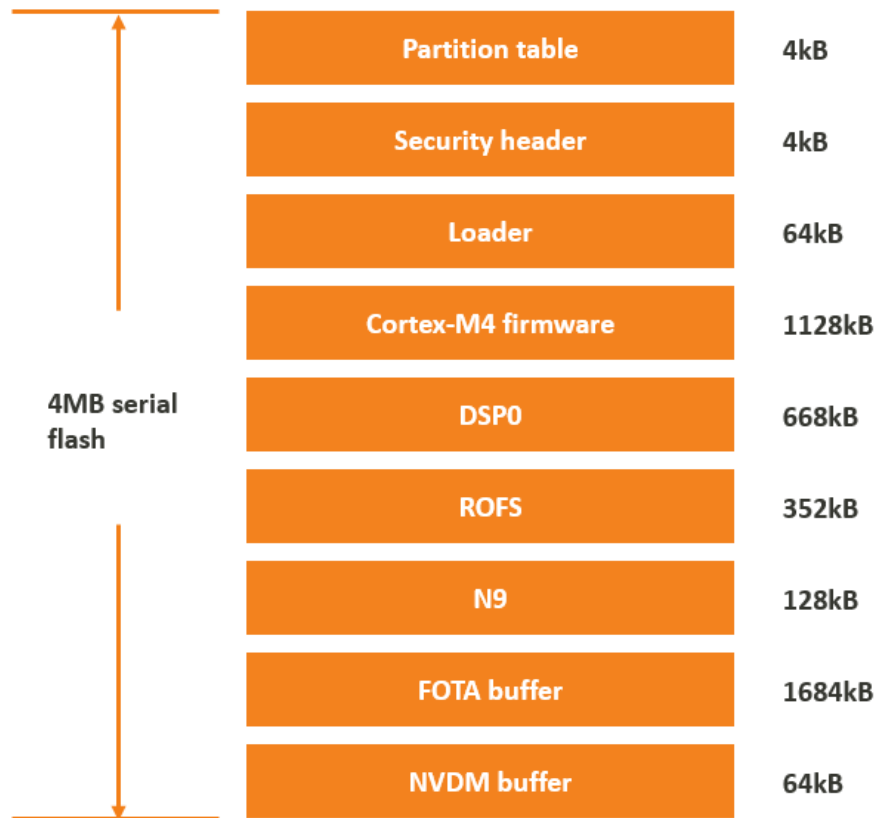 Partition table 4kB
Security header 4kB
Loader 64kB
Cortex-M4 firmware 1128kB
4MB serial
flash
DSP0 668kB
ROFS 352kB
N9 128kB
FOTA buffer 1684kB
NVDM buffer 64kB